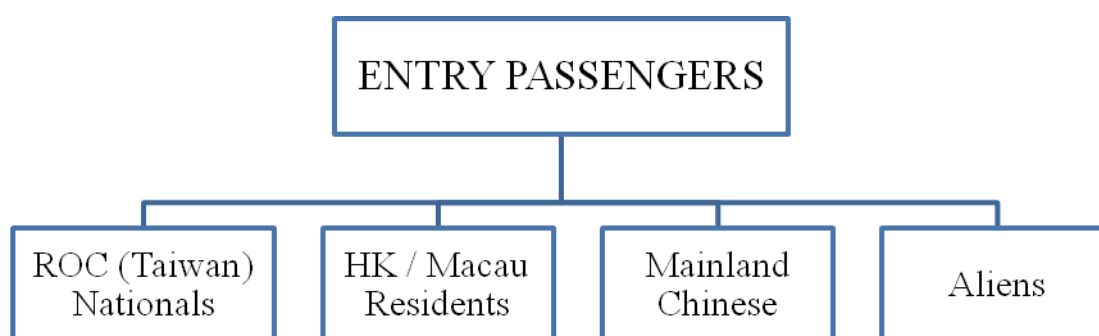 ENTRY PASSENGERS
ROC (Taiwan)
Nationals
HK / Macau
Residents
Mainland
Chinese
Aliens